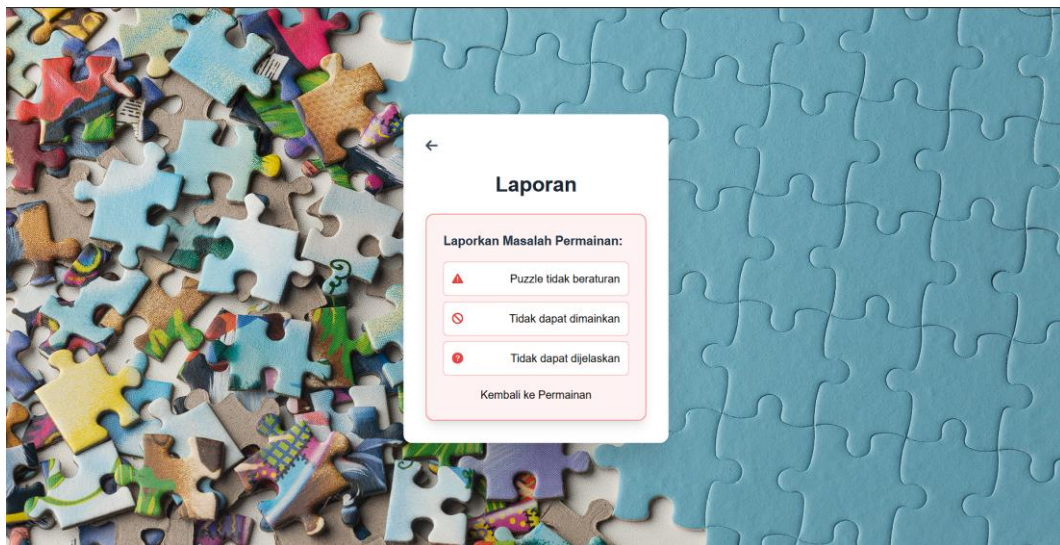 Laporan
Laporkan Masalah Permainan:
Puzzle tidak beraturan
Tidak dapat dimainkan
Tidak dapat dijelaskan
Kembali ke Permainan